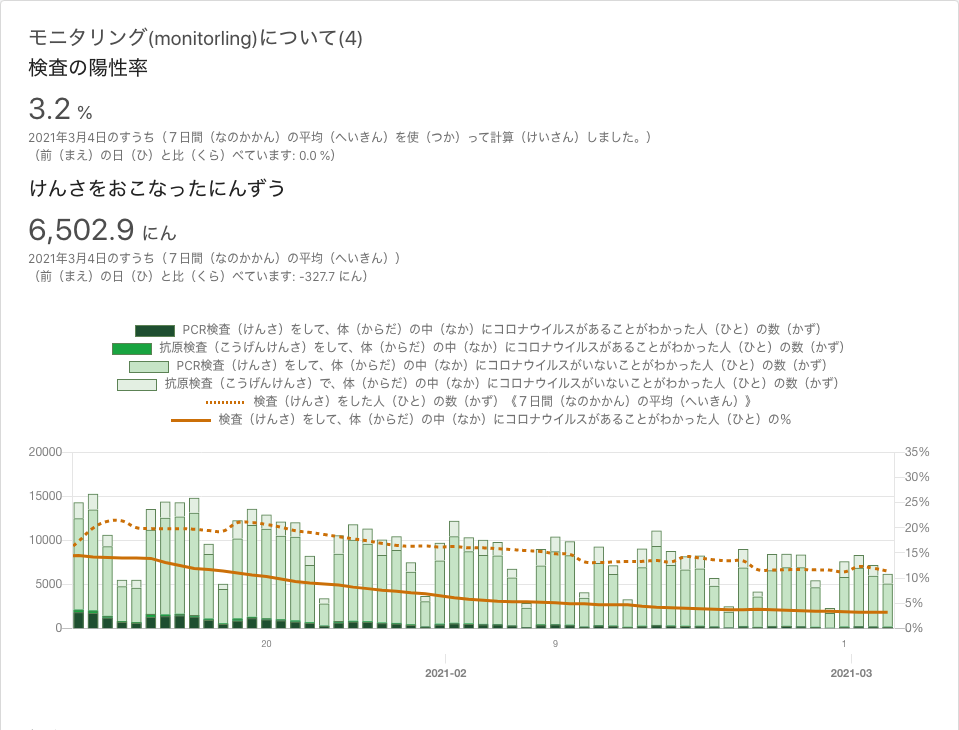 モニタリング(monitorling)について(4)
検査の陽性率
3.2 %
2021年3月4日のすうち（７日間（なのかかん）の平均（へいきん）を使（つか）って計算（けいさん）しました。）
（前（まえ）の日（ひ）と比（くら）べています: 0.0 %）
けんさをおこなったにんずう
6,502.9 にん
2021年3月4日のすうち（７日間（なのかかん）の平均（へいきん））
（前（まえ）の日（ひ）と比（くら）べています: -327.7 にん）
PCR検査（けんさ）をして、体（からだ）の中（なか）にコロナウイルスがあることがわかった人（ひと）の数（かず）
抗原検査（こうげんけんさ）をして、体（からだ）の中（なか）にコロナウイルスがあることがわかった人（ひと）の数（かず）
PCR検査（けんさ）をして、体（からだ）の中（なか）にコロナウイルスがいないことがわかった人（ひと）の数（かず）
抗原検査（こうげんけんさ）で、体（からだ）の中（なか）にコロナウイルスがいないことがわかった人（ひと）の数（かず）
検査（けんさ）をした人（ひと）の数（かず）《７日間（なのかかん）の平均（へいきん）》
検査（けんさ）をして、体（からだ）の中（なか）にコロナウイルスがあることがわかった人（ひと）の%
20000 35%
30%
15000 25%
20%
10000 15%
5000 10%
5%
0 0%
20 9 1
2021-02 2021-03